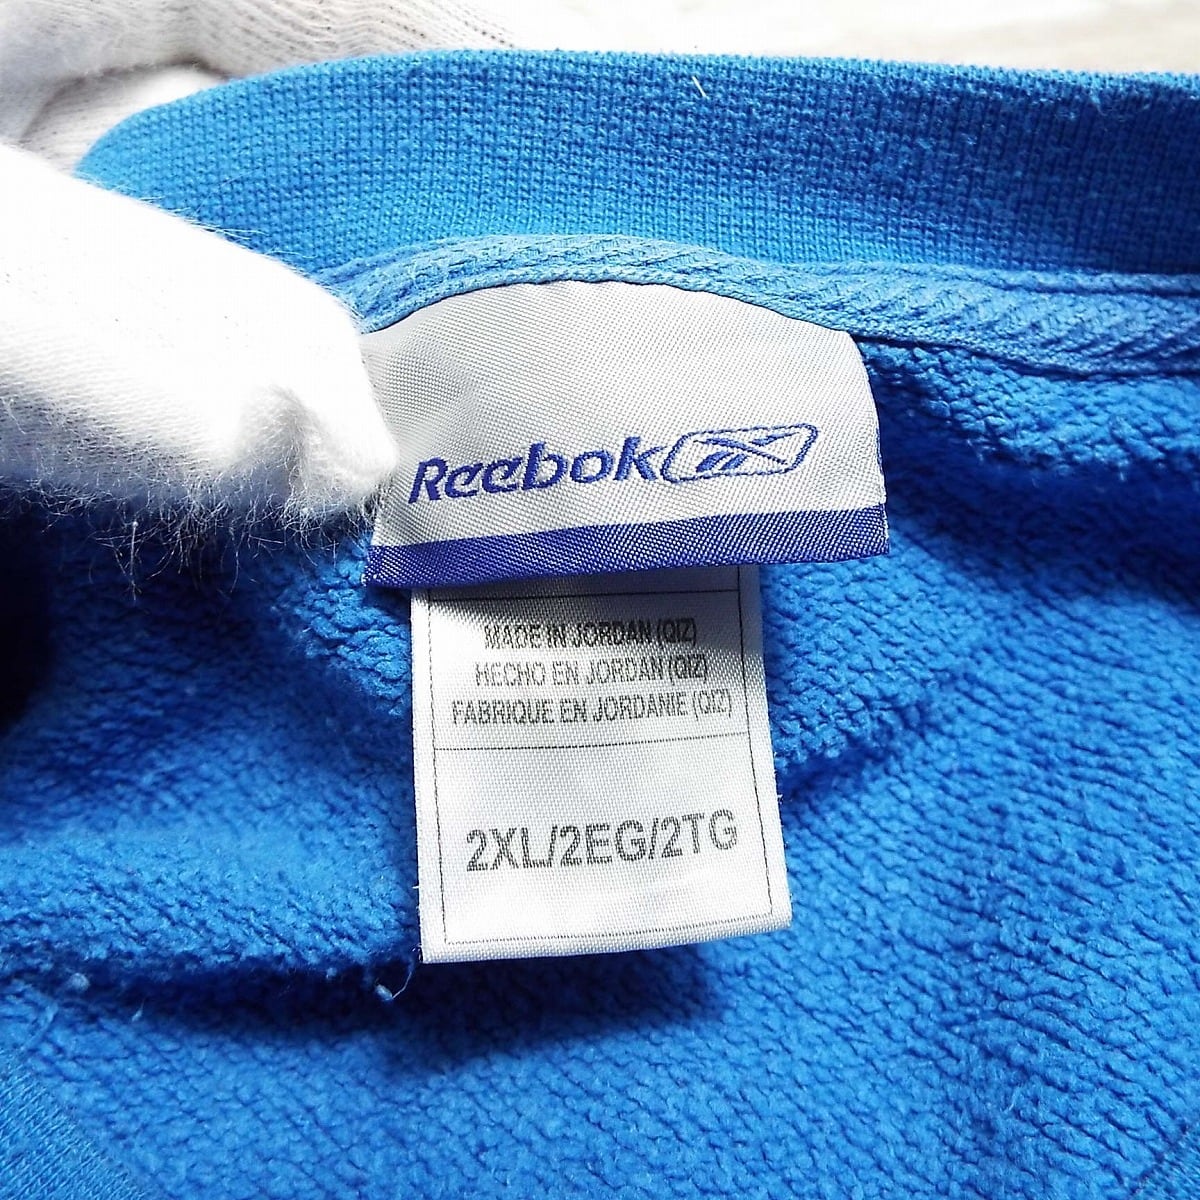 Reebok
MADE IN JORDAN (QIZ)
HECHO EN JORDAN (QIZ)
FABRIQUE EN JORDANIE (QIZ)
2XL/2EG/2TG